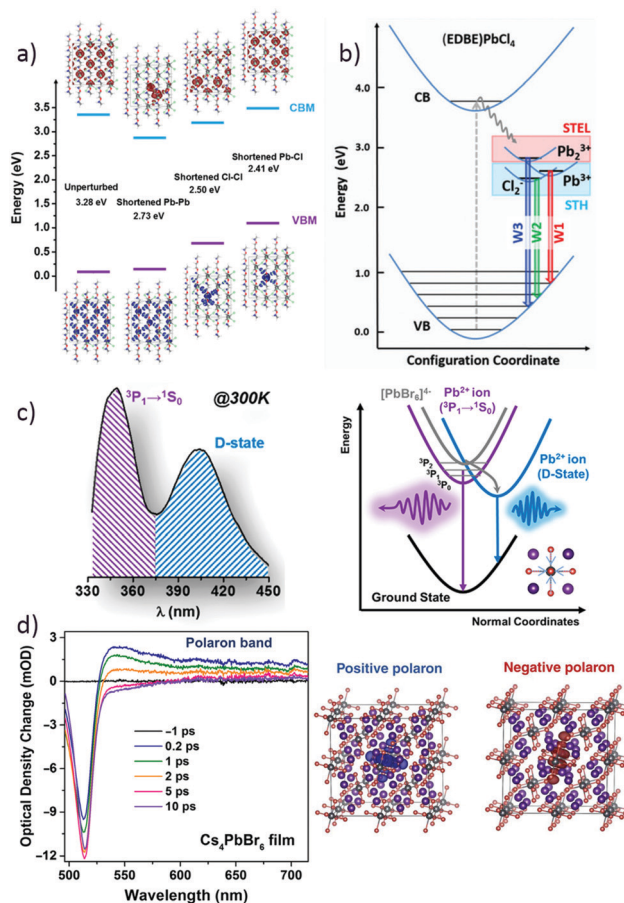 a)
CBM
3.5
3.0
2.5
2.0
1.5
1.0
0.5
0.0
Energy (eV)
Unperturbed
3.28 eV
Shortened Pb-Pb
2.73 eV
Shortened Cl-Cl
2.50 eV
Shortened Pb-Cl
2.41 eV
VBM
b)
(EDBE)PbCl4
CB
4.0
3.0
2.0
1.0
0.0
Energy (eV)
STEL
Pb2 3+
Cl2-
Pb3+
STH
W3
W2
W1
VB
Configuration Coordinate
c)
3P1→1S0
@300K
D-state
330 360 390 420 450
λ (nm)
Energy
[PbBr6]4-
Pb2+ ion
(3P1→1S0)
3P2
3P1
3P0
Pb2+ ion
(D-State)
Ground State
Normal Coordinates
d)
Optical Density Change (mOD)
3
0
−3
−6
−9
−12
Polaron band
−1 ps
0.2 ps
1 ps
2 ps
5 ps
10 ps
Cs4PbBr6 film
500 550 600 650 700
Wavelength (nm)
Positive polaron
Negative polaron